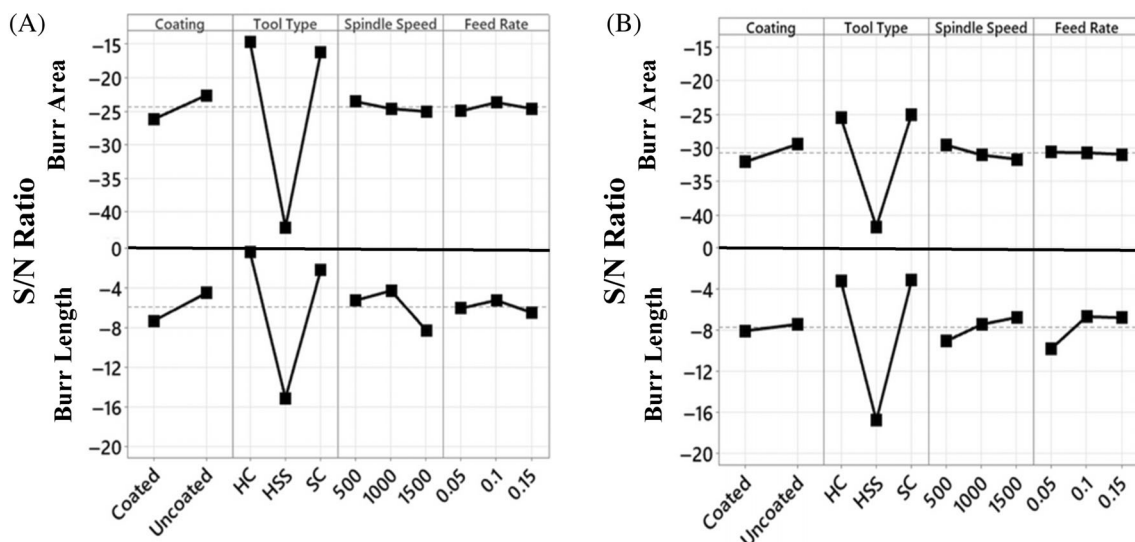 (A)
Coating Tool Type Spindle Speed Feed Rate
S/N Ratio
Burr Area
−15
−20
−25
−30
−35
−40
Burr Length
0
−4
−8
−12
−16
−20
Coated Uncoated HC HSS SC 500 1000 1500 0.05 0.1 0.15
(B)
Coating Tool Type Spindle Speed Feed Rate
S/N Ratio
Burr Area
−15
−20
−25
−30
−35
−40
Burr Length
0
−4
−8
−12
−16
−20
Coated Uncoated HC HSS SC 500 1000 1500 0.05 0.1 0.15